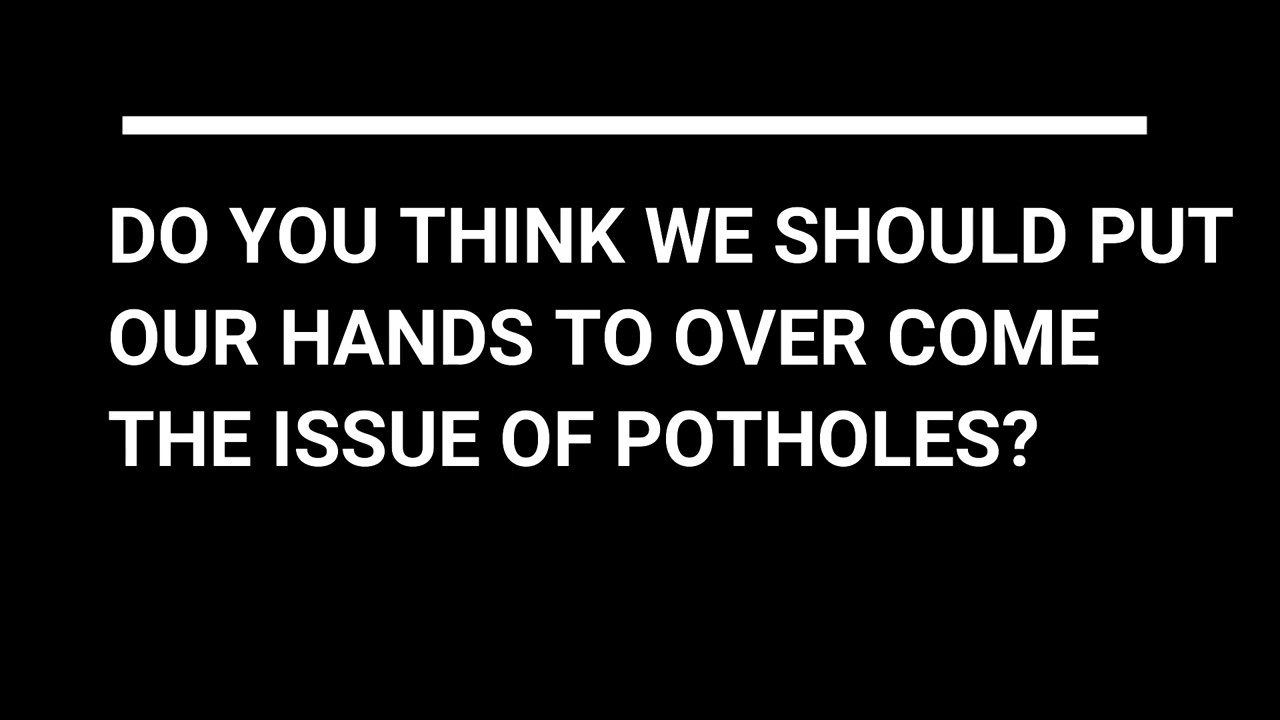 DO YOU THINK WE SHOULD PUT
OUR HANDS TO OVER COME
THE ISSUE OF POTHOLES?